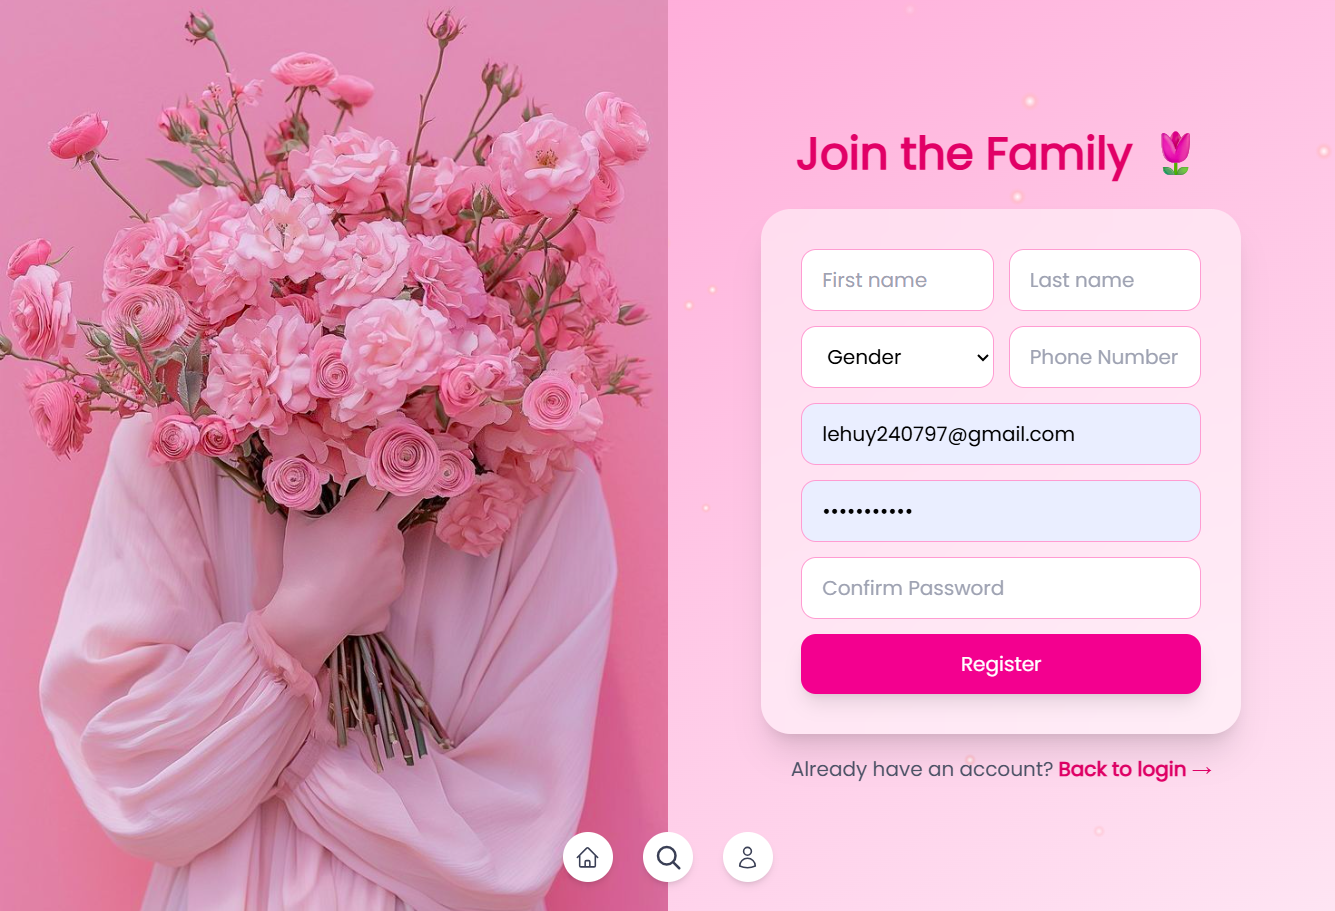 Join the Family 🌷
First name
Last name
Gender
Phone Number
lehuy240797@gmail.com
•••••••••••
Confirm Password
Register
Already have an account? Back to login →